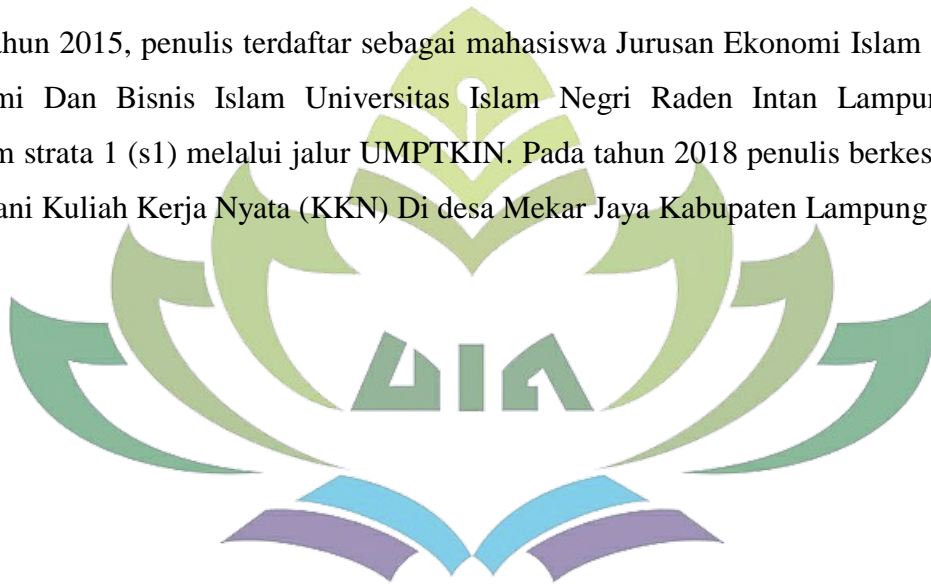 ahun 2015, penulis terdaftar sebagai mahasiswa Jurusan Ekonomi Islam
mi Dan Bisnis Islam Universitas Islam Negri Raden Intan Lampu
m strata 1 (s1) melalui jalur UMPTKIN. Pada tahun 2018 penulis berkes
ani Kuliah Kerja Nyata (KKN) Di desa Mekar Jaya Kabupaten Lampung
UIN